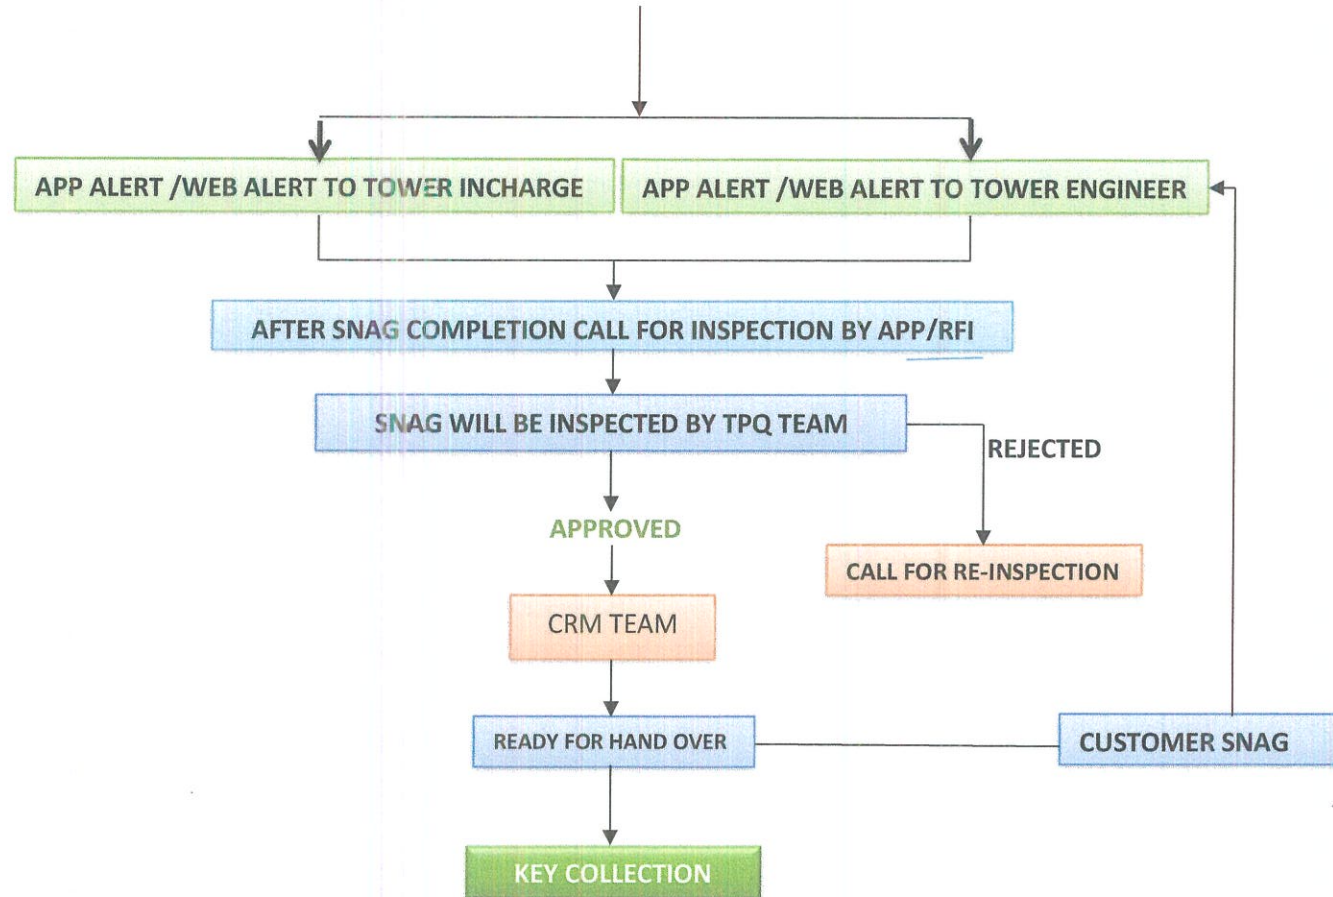 APP ALERT /WEB ALERT TO TOWER INCHARGE
APP ALERT /WEB ALERT TO TOWER ENGINEER
AFTER SNAG COMPLETION CALL FOR INSPECTION BY APP/RFI
SNAG WILL BE INSPECTED BY TPQ TEAM
REJECTED
APPROVED
CALL FOR RE-INSPECTION
CRM TEAM
READY FOR HAND OVER
CUSTOMER SNAG
KEY COLLECTION